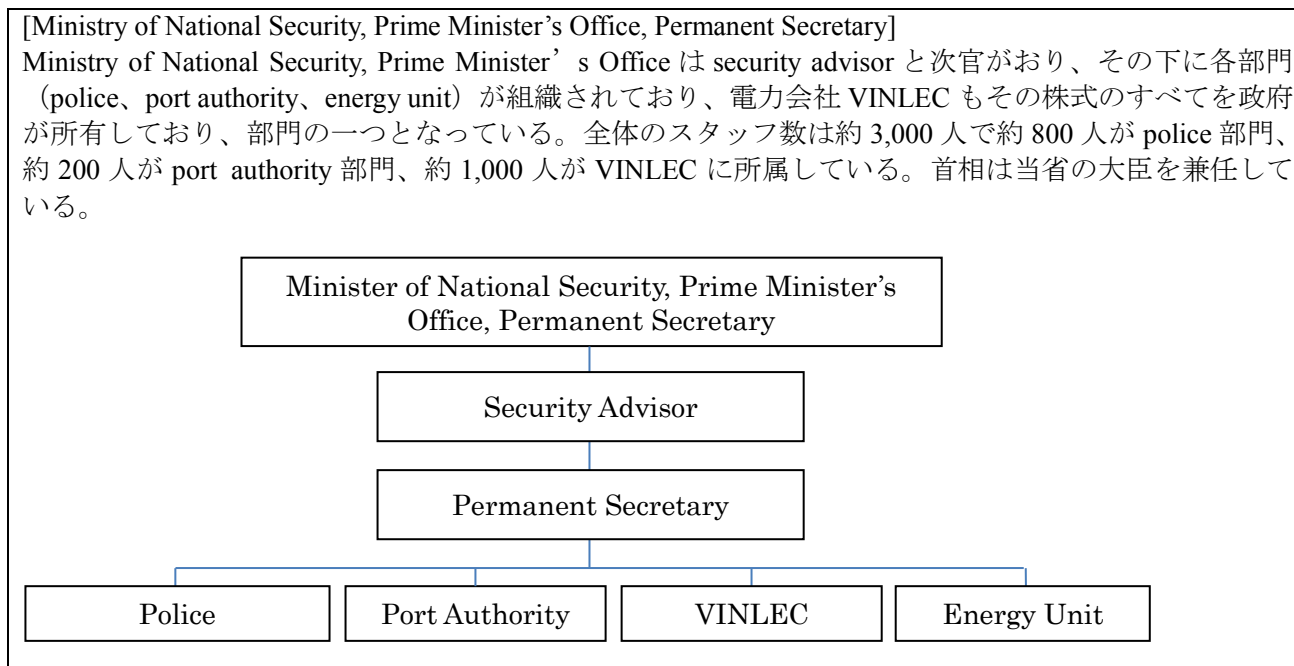 [Ministry of National Security, Prime Minister’s Office, Permanent Secretary]
Ministry of National Security, Prime Minister’s Office は security advisor と次官がおり、その下に各部門
（police、port authority、energy unit）が組織されており、電力会社 VINLEC もその株式のすべてを政府
が所有しており、部門の一つとなっている。全体のスタッフ数は約 3,000 人で約 800 人が police 部門、
約 200 人が port authority 部門、約 1,000 人が VINLEC に所属している。首相は当省の大臣を兼任して
いる。
Minister of National Security, Prime Minister’s
Office, Permanent Secretary
Security Advisor
Permanent Secretary
Police
Port Authority
VINLEC
Energy Unit